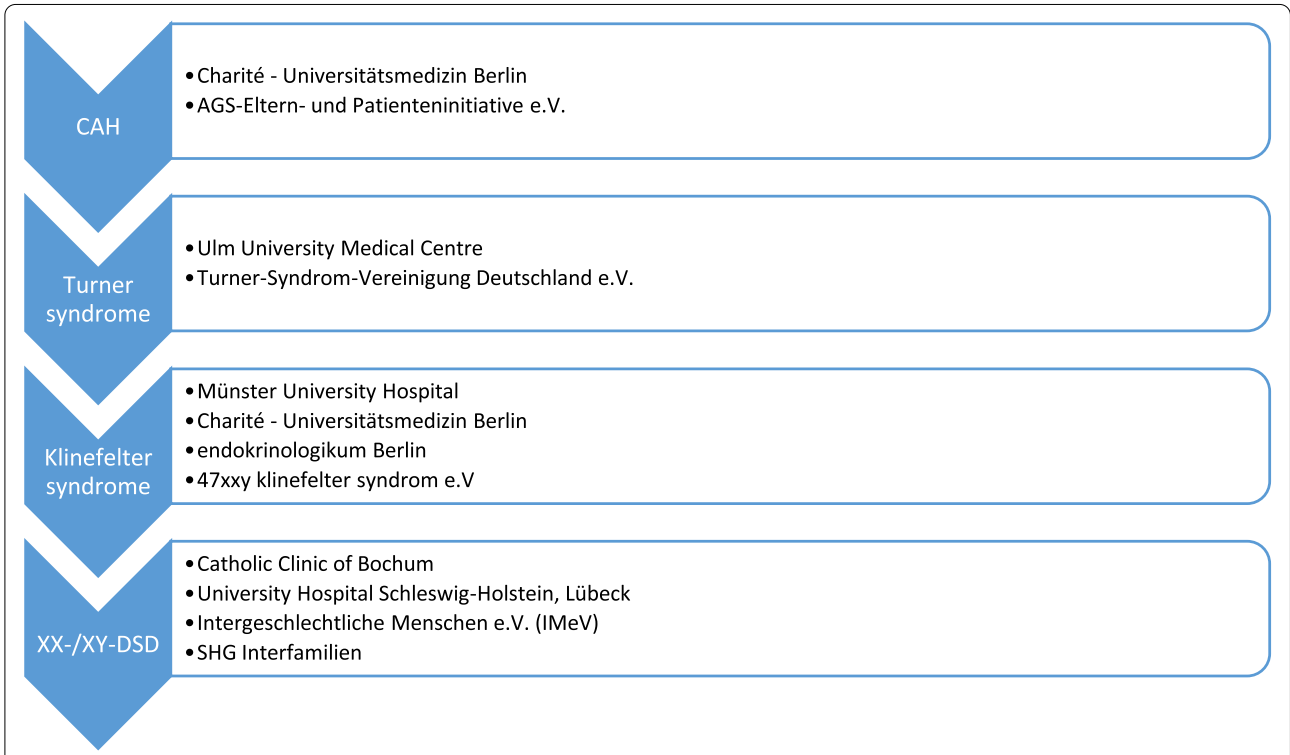 CAH
•Charité - Universitätsmedizin Berlin
•AGS-Eltern- und Patienteninitiative e.V.
Turner
syndrome
•Ulm University Medical Centre
•Turner-Syndrom-Vereinigung Deutschland e.V.
Klinefelter
syndrome
•Münster University Hospital
•Charité - Universitätsmedizin Berlin
•endokrinologikum Berlin
•47xxy klinefelter syndrom e.V
XX-/XY-DSD
•Catholic Clinic of Bochum
•University Hospital Schleswig-Holstein, Lübeck
•Intergeschlechtliche Menschen e.V. (IMeV)
•SHG Interfamilien